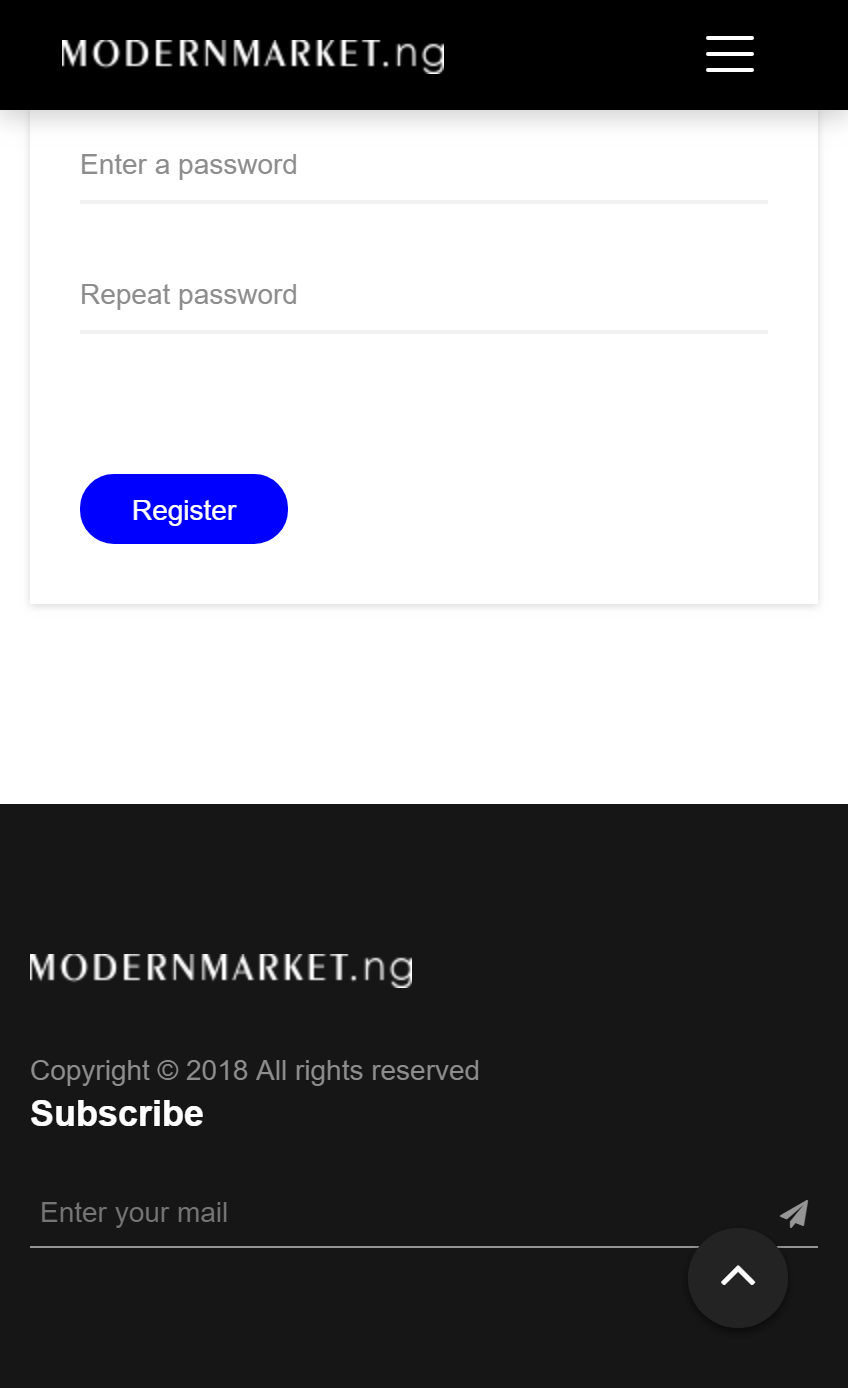 MODERNMARKET.ng
Enter a password
Repeat password
Register
MODERNMARKET.ng
Copyright © 2018 All rights reserved
Subscribe
Enter your mail